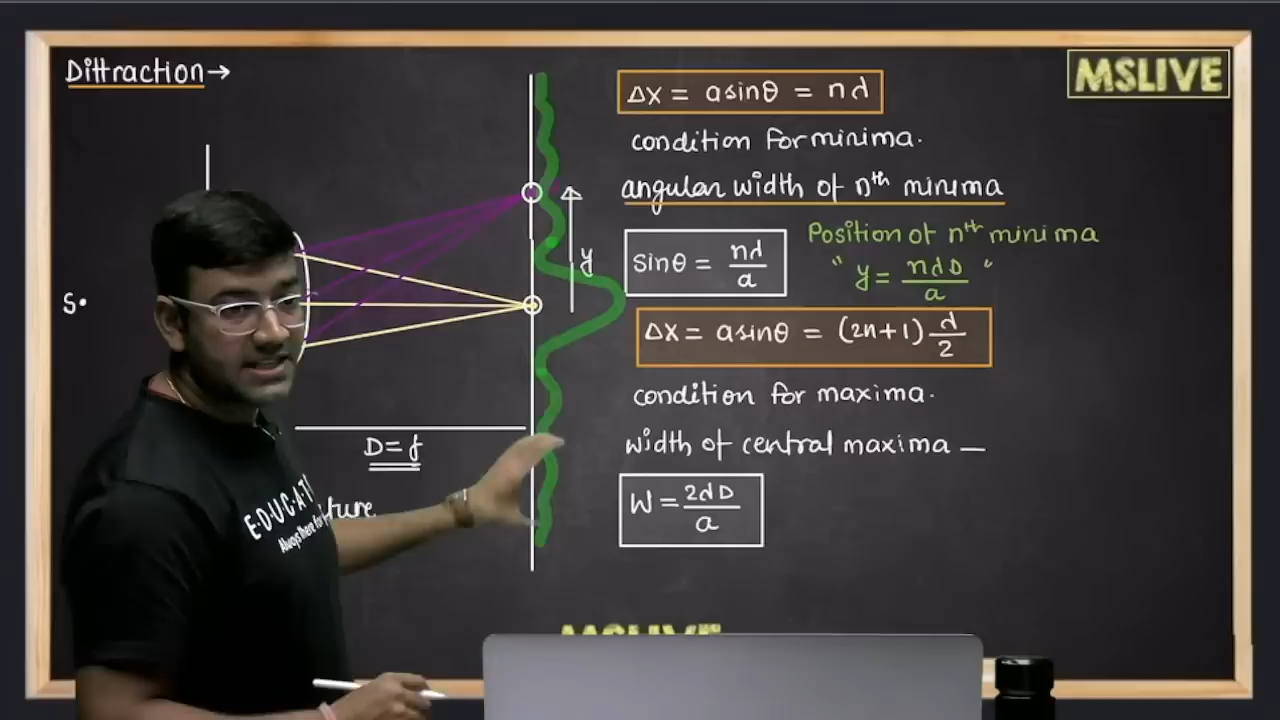 Diffraction→
MSLIVE
Δx = asinθ = nλ
condition for minima.
angular width of nth minima
sinθ = nλ/a
Position of nth minima
" y = nλD/a "
Δx = asinθ = (2n+1) λ/2
condition for maxima.
width of central maxima –
W = 2λD/a
S•
y
D=f
E•D•U•C•A•T
Always There for